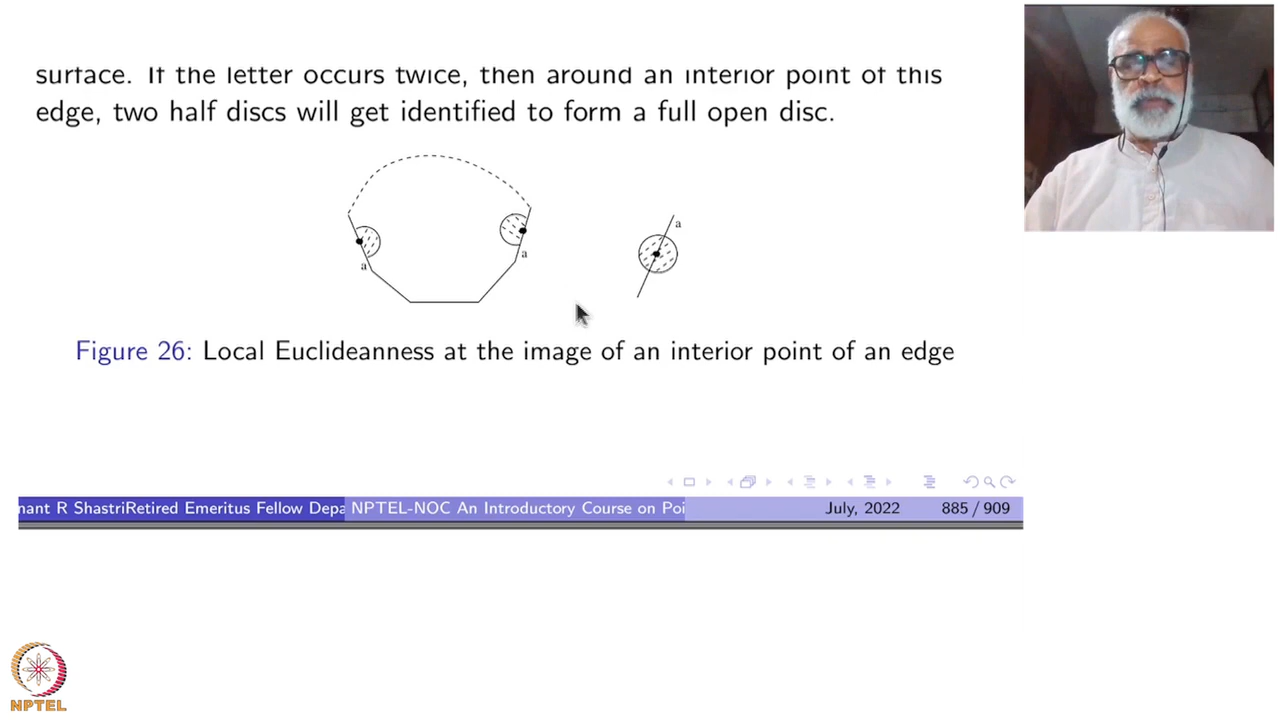 surface. If the letter occurs twice, then around an interior point of this
edge, two half discs will get identified to form a full open disc.
a
a
a
Figure 26: Local Euclideanness at the image of an interior point of an edge
nant R ShastriRetired Emeritus Fellow Depa NPTEL-NOC An Introductory Course on Poi July, 2022 885 / 909
NPTEL